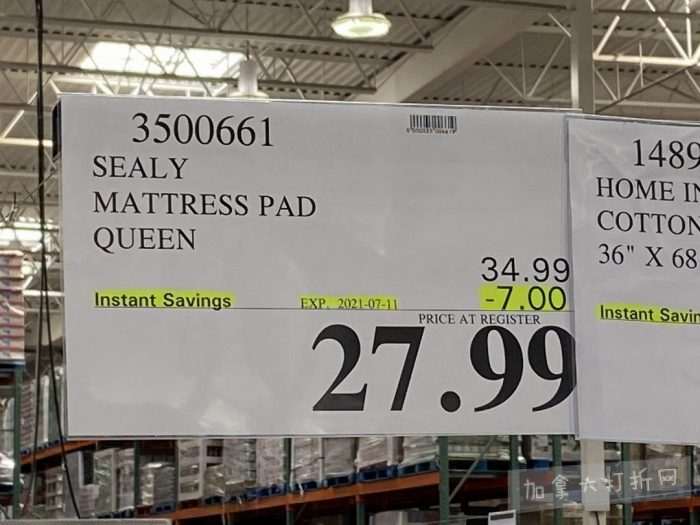 3500661
SEALY
MATTRESS PAD
QUEEN
34.99
Instant Savings EXP. 2021-07-11 -7.00
PRICE AT REGISTER
27.99
1489
HOME IN
COTTON
36" X 68
Instant Savin
加拿大打折网